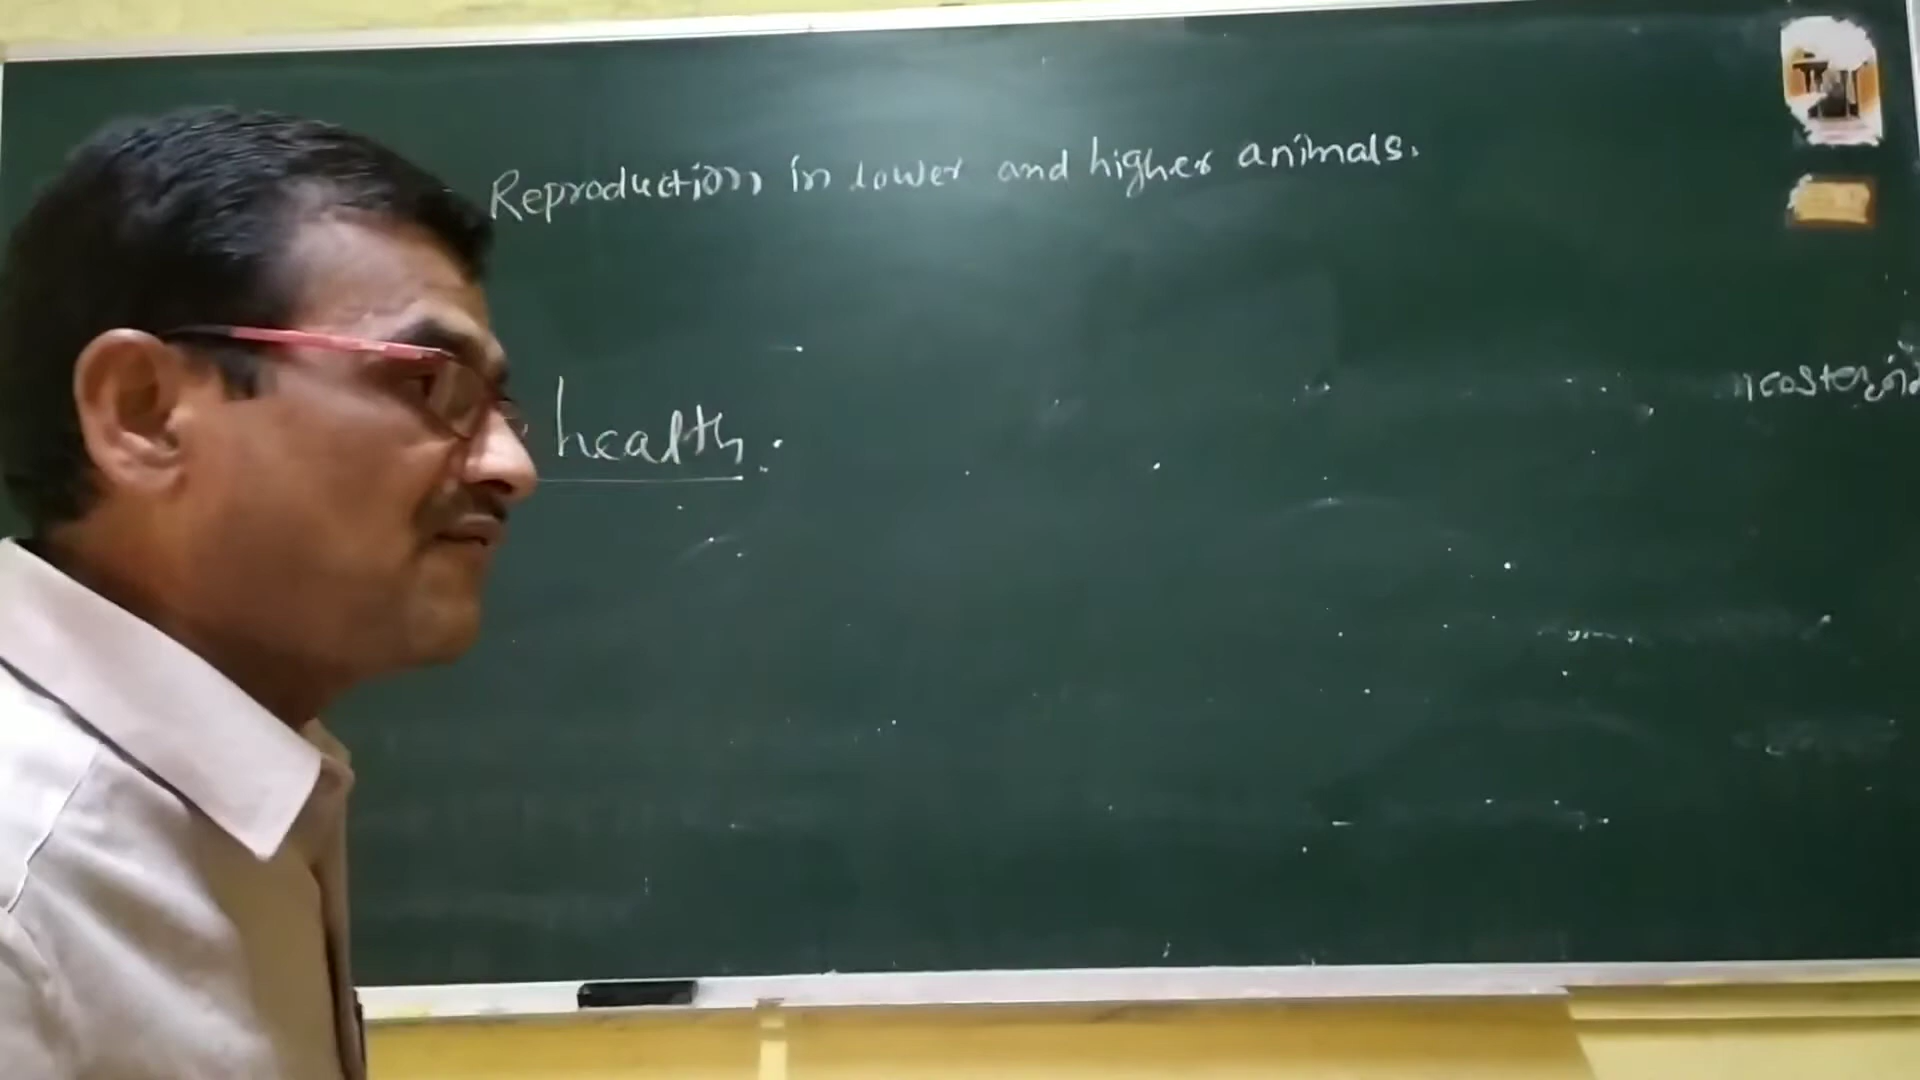 Reproduction in lower and higher animals.
health.